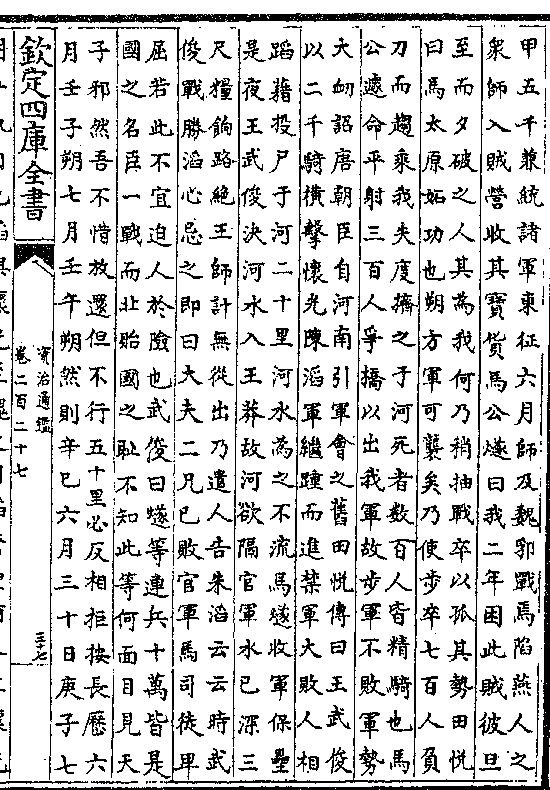 甲五千兼統諸軍東征六月師及魏郊戰焉陷燕人之
衆師入賊營收其寶貨馬公燧曰我二年困此賊彼旦
至而夕破之人其為我何乃稍抽戰卒以孤其勢田悦
曰馬太原妬功也朔方軍可襲矣乃使步卒七百人負
刀而趨乘我失度擠之于河死者數百人皆精騎也馬
公遽命平射三百人爭橋以出我軍故步軍不敗軍勢
大衂詔唐朝臣自河南引軍會之舊田悦傳曰王武俊
以二千騎横擊懷光陳滔軍繼踵而進禁軍大敗人相
蹈藉投尸于河二十里河水為之不流馬燧收軍保壘
是夜王武俊決河水入王莽故河欲隔官軍水已深三
尺糧餉路絶王師計無從出乃遣人告朱滔云云時武
俊戰勝滔心忌之即曰大夫二兄已敗官軍馬司徒卑
屈若此不宜迫人於險也武俊曰燧等連兵十萬皆是
國之名臣一戰而北貽國之恥不知此等何面目見天
子邪然吾不惜放還但不行五十里必反相拒按長歷六
月壬子朔七月壬午朔然則辛巳六月三十日庚子七
欽定四庫全書
資治通鑑
卷二百二十七
三十七